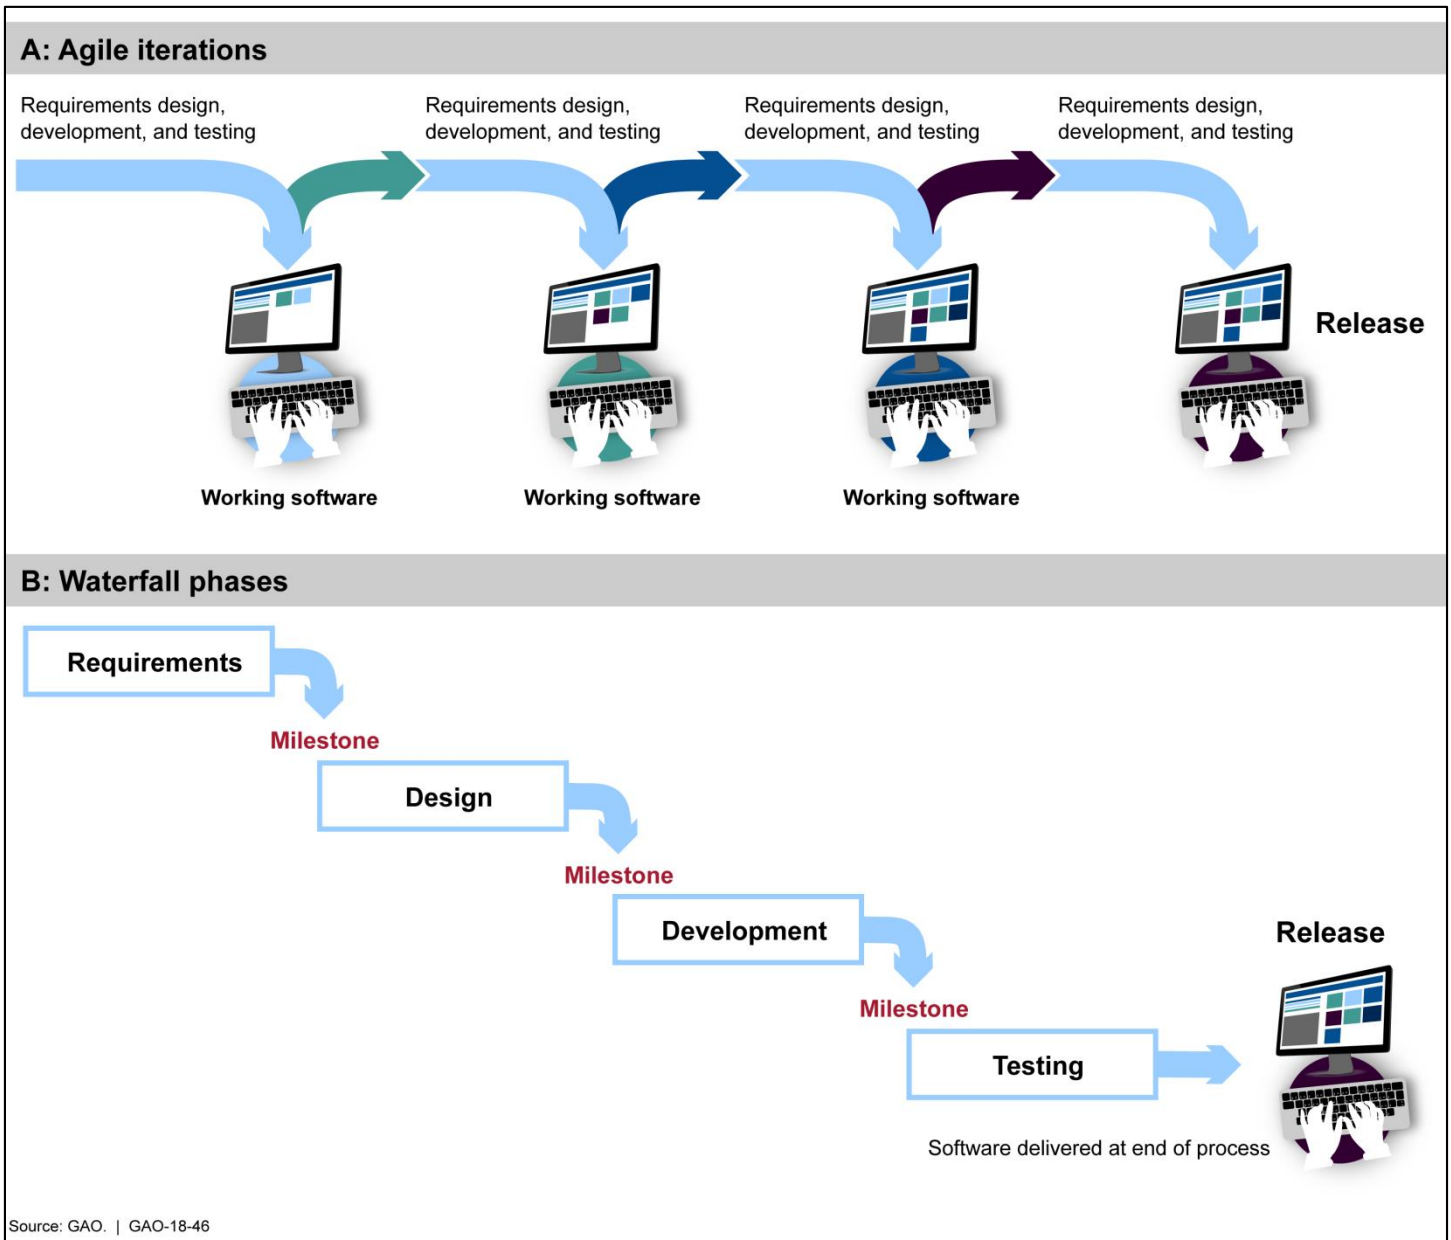 A: Agile iterations
Requirements design,
development, and testing
Requirements design,
development, and testing
Requirements design,
development, and testing
Requirements design,
development, and testing
Release
Working software
Working software
Working software
B: Waterfall phases
Requirements
Milestone
Design
Milestone
Development
Release
Milestone
Testing
Software delivered at end of process
Source: GAO. | GAO-18-46